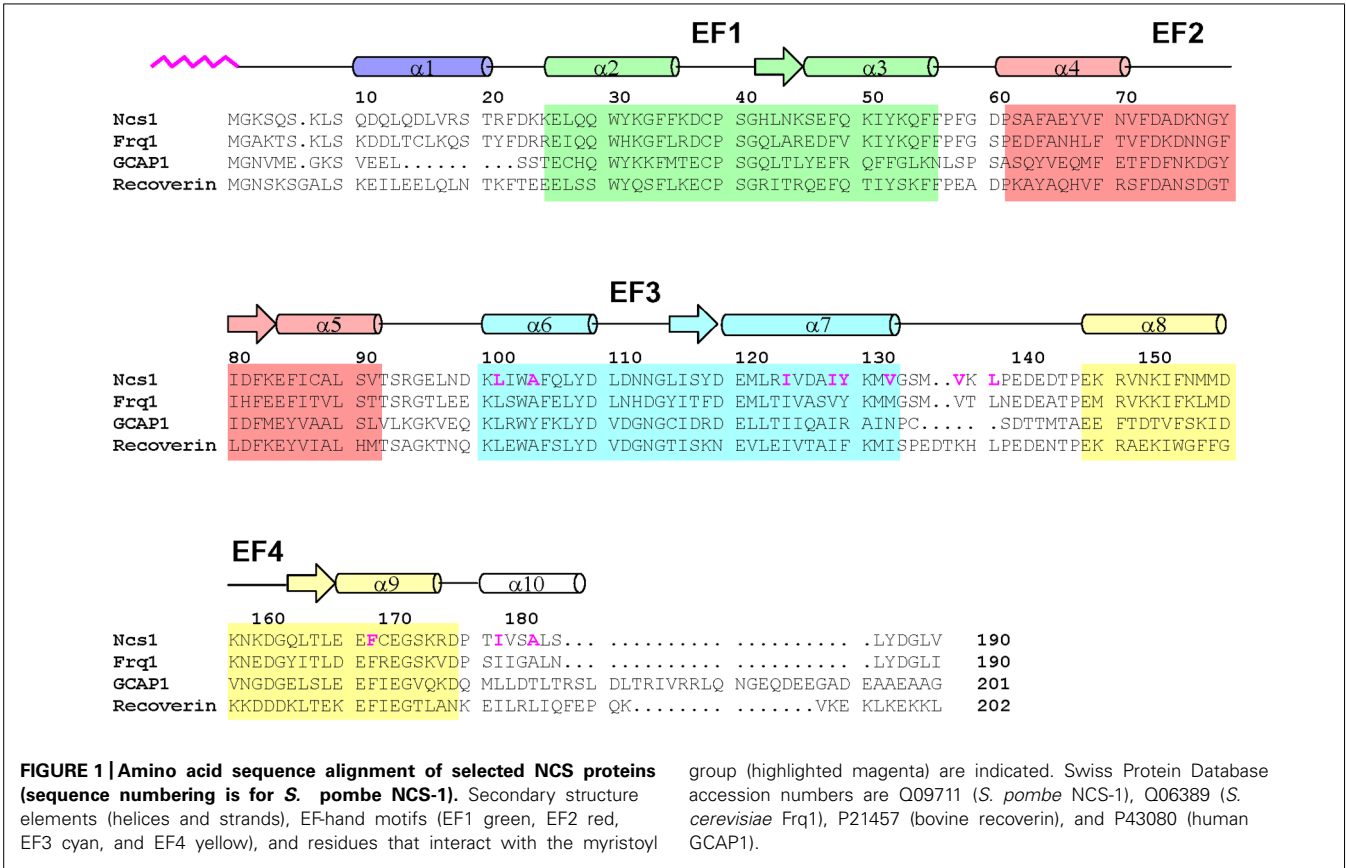 EF1 EF2
α1 α2 α3 α4
10 20 30 40 50 60 70
Ncs1 MGKSQS.KLS QDQLQDLVRS TRFDKKELQQ WYKGFFKDCP SGHLNKSEFQ KIYKQFFPFG DPSAFAEYVF NVFDADKNGY
Frq1 MGAKTS.KLS KDDLTCLKQS TYFDRREIQQ WHKGFLRDCP SGQLAREDFV KIYKQFFPFG SPEDFANHLF TVFDKDNNGF
GCAP1 MGNVMEGKS VEEL........ ..SSTECHQW YKKFMTECP SGQLTLYEFR QFFGLKNLSP SASQYVEQMF ETFDFNKDGY
Recoverin MGNSKSGALS KEILEELQLN TKFTEEELSS WYQSFLKECP SGRITRQEFQ TIYSKFFPEA DPKAYAQHVF RSFDANSDGT
EF3
α5 α6 α7 α8
80 90 100 110 120 130 140 150
Ncs1 IDFKEFICAL SVTSRGELND KLIWAFQLYD LDNNGLISYD EMLRIVDAIY KMVGSM..VK LPEDEDTPEK RVNKIFNMMD
Frq1 IHFEEFITVL STTSRGTLEE KLSWAFELYD LNHDGYITFD EMLTIVASVY KMMGSM..VT LNEDEATPEM RVKKIFKLMD
GCAP1 IDFMEYVAAL SLVLKGKVEQ KLRWYFKLYD VDGNGCIDRD ELLTIIQAIR AINPC..... .SDTTMTAEE FTDTVFSKID
Recoverin LDFKEYVIAL HMTSAGKTNQ KLEWAFSLYD VDGNGTISKN EVLEIVTAIF KMISPEDTKH LPEDENTPEK RAEKIWGFFG
EF4
α9 α10
160 170 180
Ncs1 KNKDGQLTLE EFCEGSKRDP TIVSALS... .......... .......... ....LYDGLV 190
Frq1 KNEDGYITLD EFREGSKVDP SIIGALN... .......... .......... ....LYDGLI 190
GCAP1 VNGDGELSLE EFIEGVQKDQ MLLDTLTRSL DLTRIVRRLQ NGEQDEEGAD EAAEAAG 201
Recoverin KKDDDKLTEK EFIEGTLANK EILRLIQFEP QK........ .......VKE KLKEKKL 202
FIGURE 1 | Amino acid sequence alignment of selected NCS proteins
(sequence numbering is for S. pombe NCS-1). Secondary structure
elements (helices and strands), EF-hand motifs (EF1 green, EF2 red,
EF3 cyan, and EF4 yellow), and residues that interact with the myristoyl
group (highlighted magenta) are indicated. Swiss Protein Database
accession numbers are Q09711 (S. pombe NCS-1), Q06389 (S.
cerevisiae Frq1), P21457 (bovine recoverin), and P43080 (human
GCAP1).